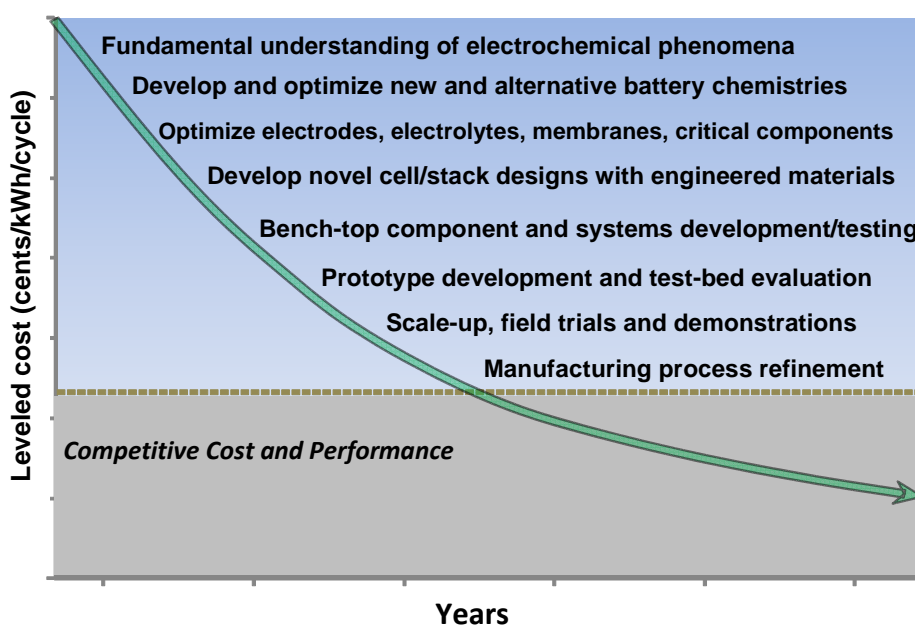 Fundamental understanding of electrochemical phenomena
Develop and optimize new and alternative battery chemistries
Optimize electrodes, electrolytes, membranes, critical components
Develop novel cell/stack designs with engineered materials
Bench-top component and systems development/testing
Prototype development and test-bed evaluation
Scale-up, field trials and demonstrations
Manufacturing process refinement
Leveled cost (cents/kWh/cycle)
Competitive Cost and Performance
Years